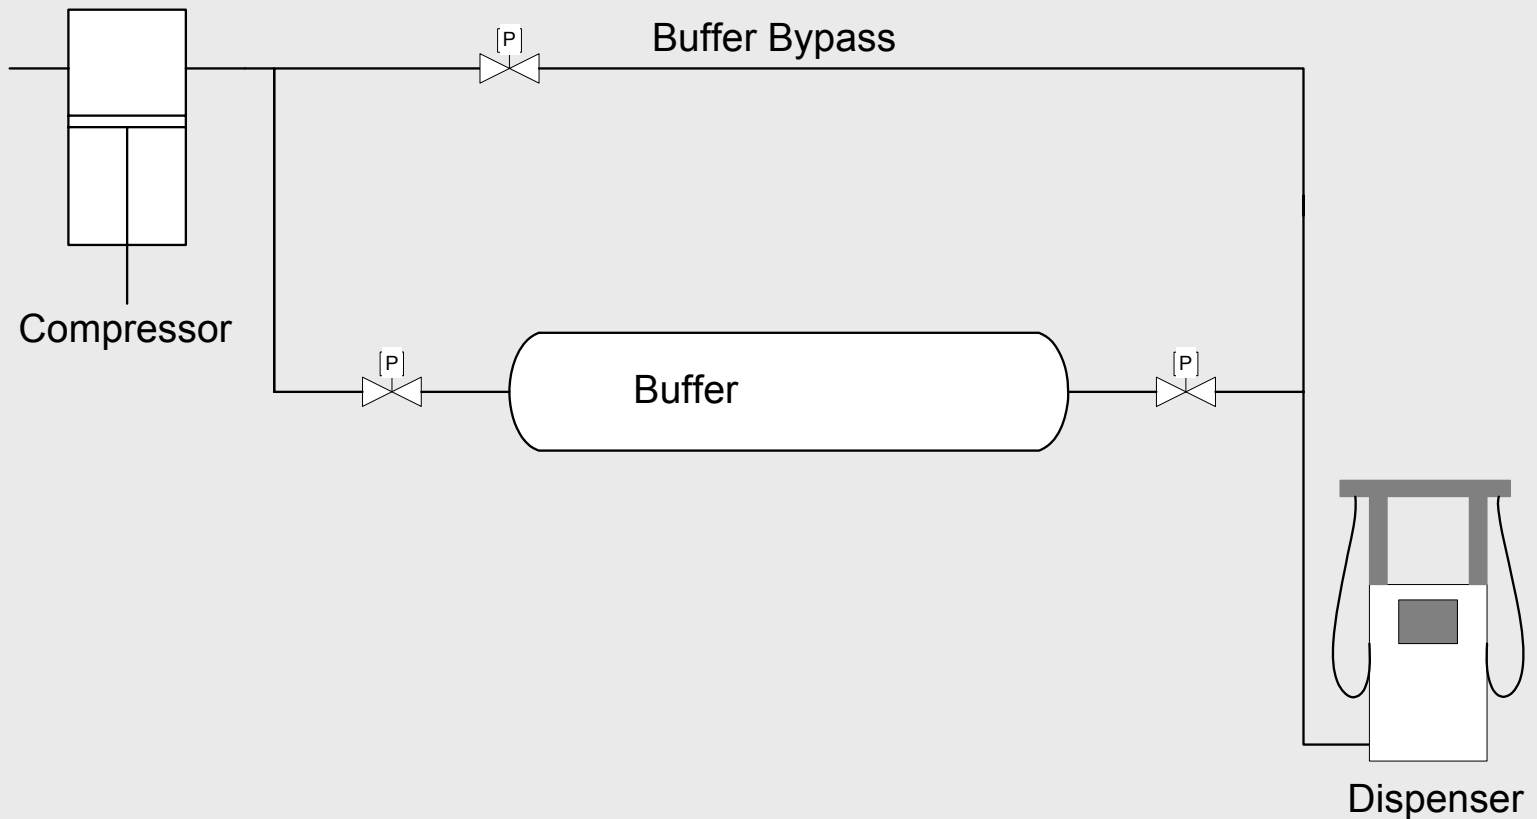 P
Buffer Bypass
Compressor
P
Buffer
P
Dispenser